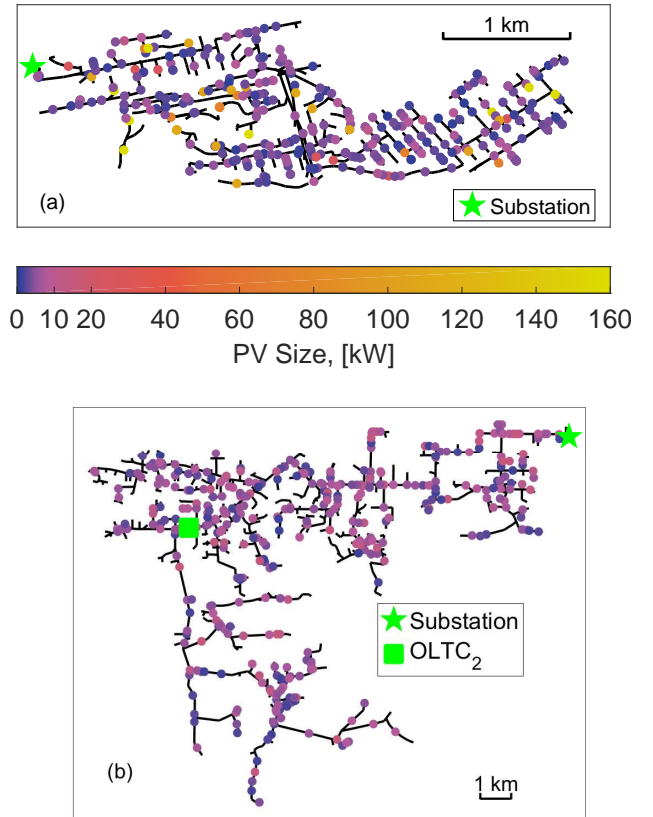 1 km
(a)
Substation
0 10 20 40 60 80 100 120 140 160
PV Size, [kW]
Substation
OLTC2
(b)
1 km